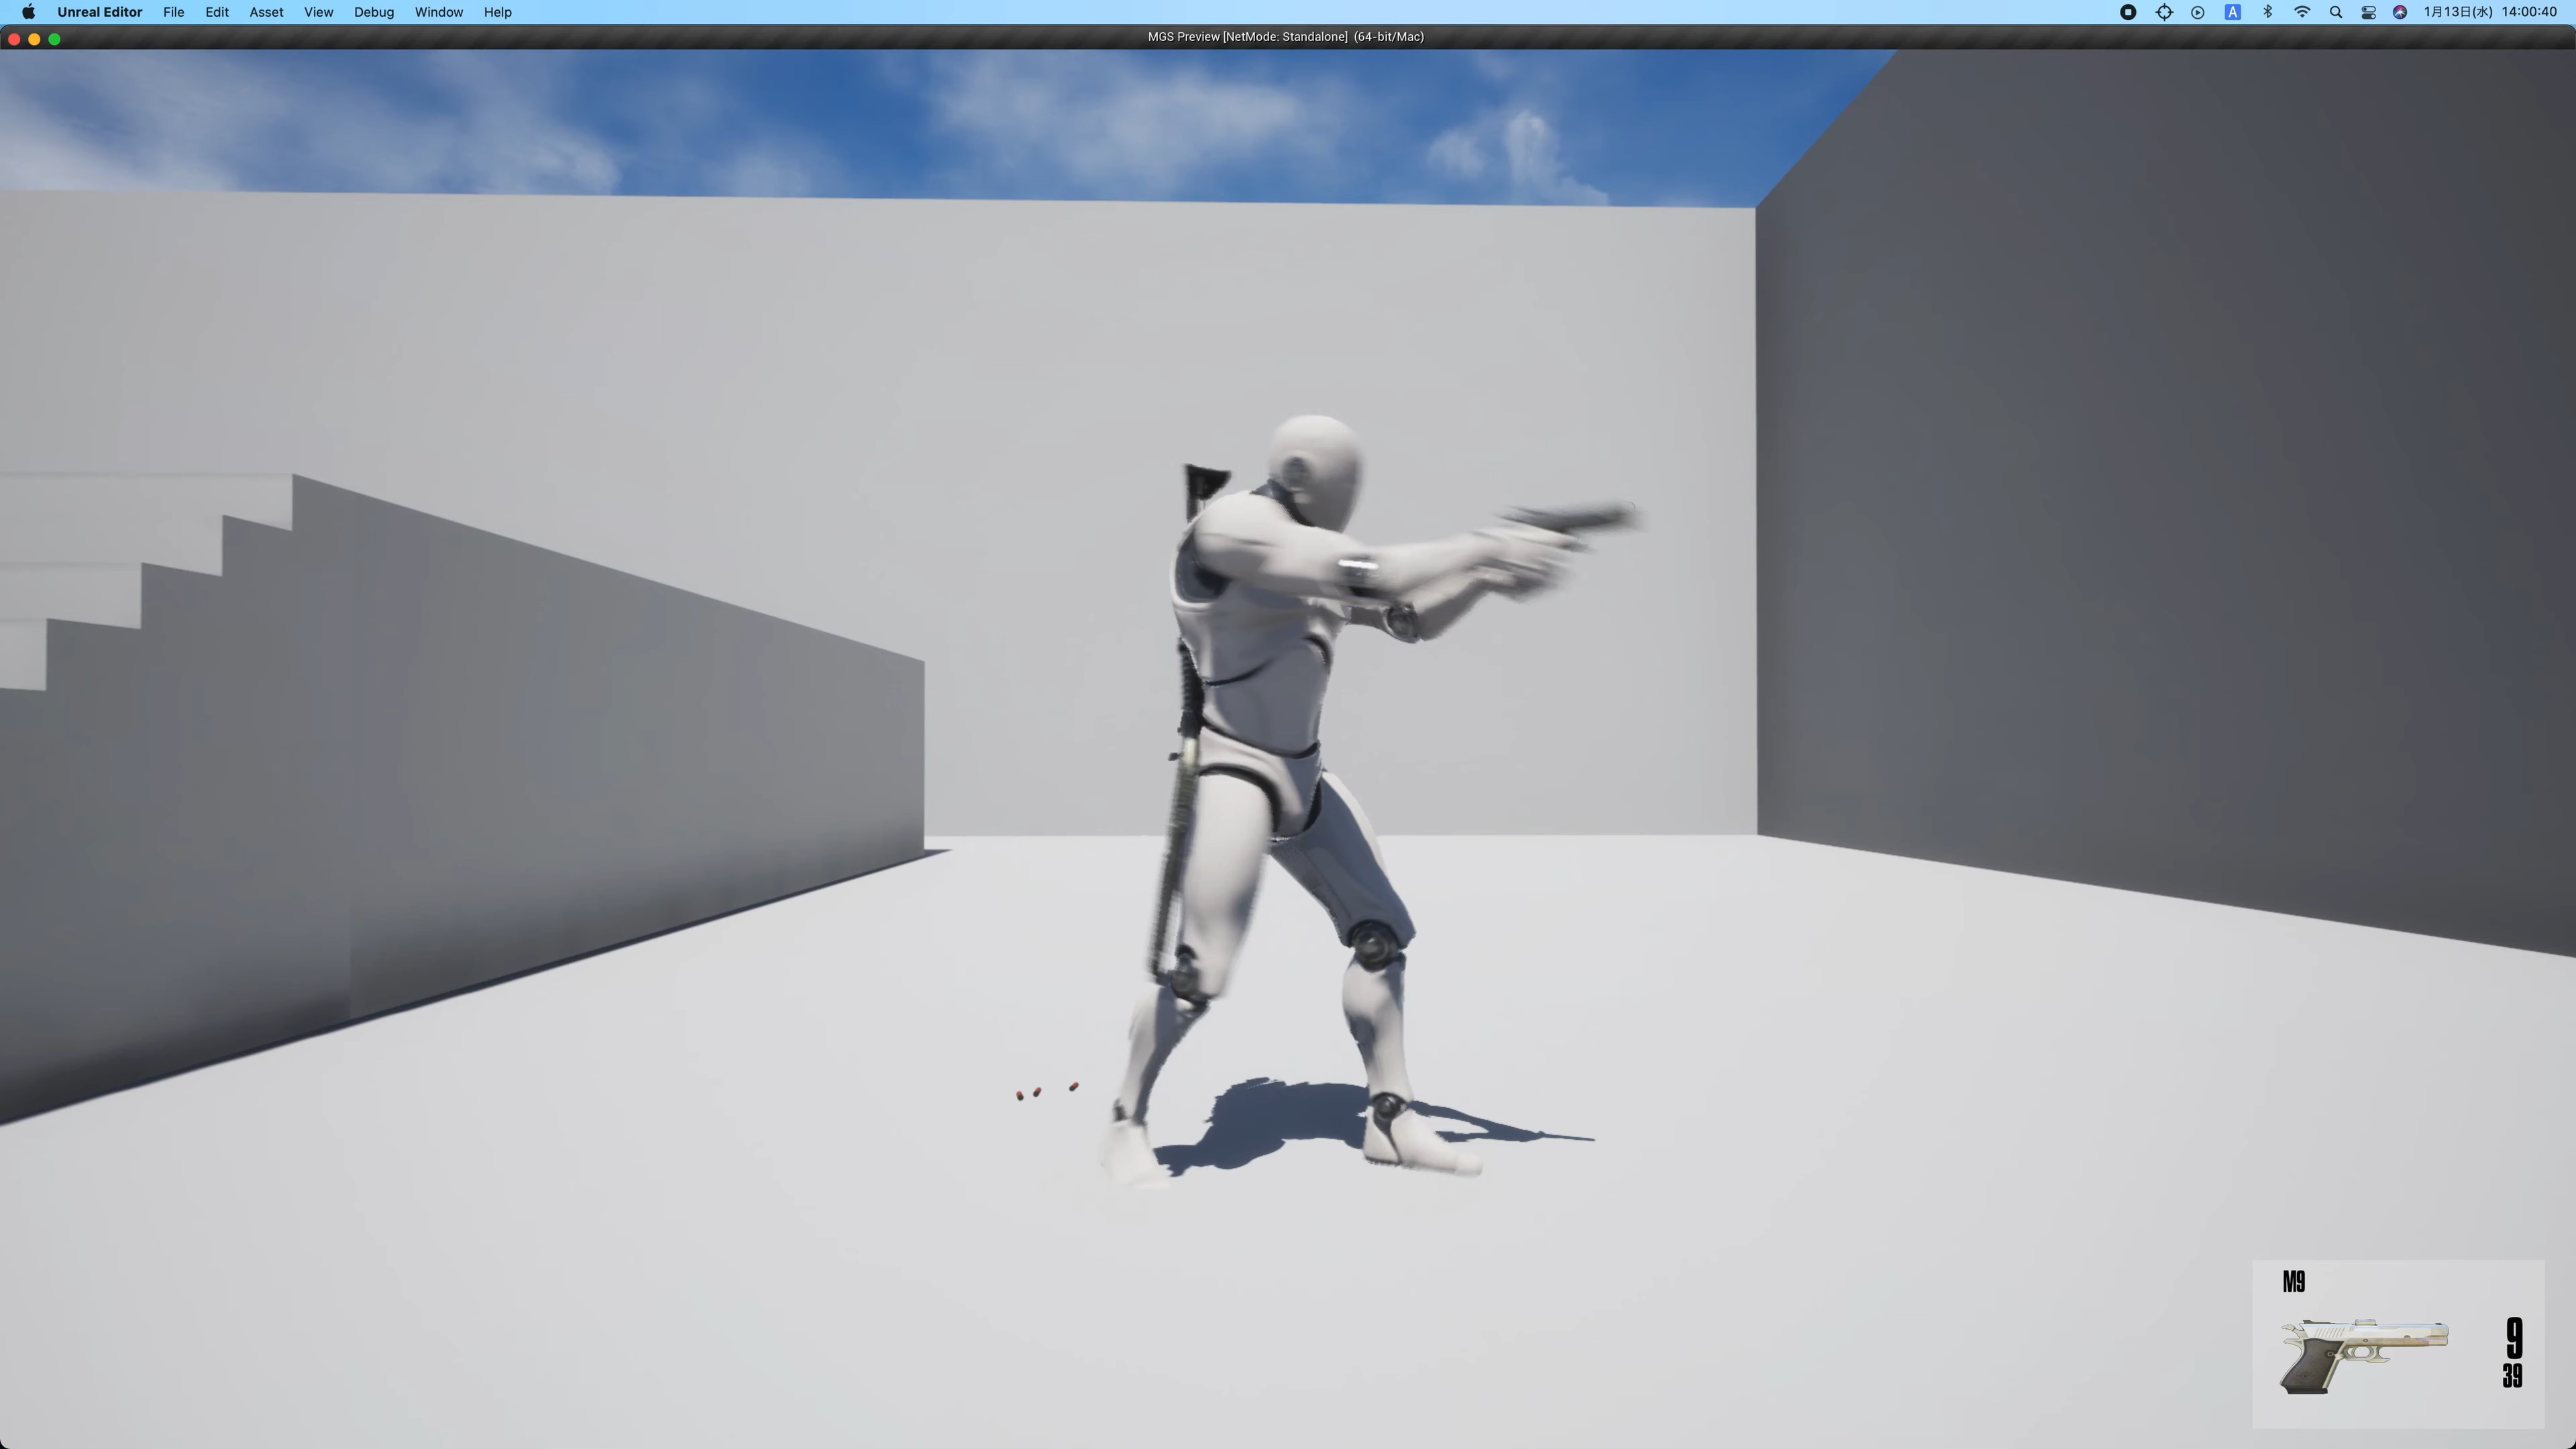 Unreal Editor File Edit Asset View Debug Window Help A 1月13日(水) 14:00:40
MGS Preview [NetMode: Standalone] (64-bit/Mac)
M9
9
39